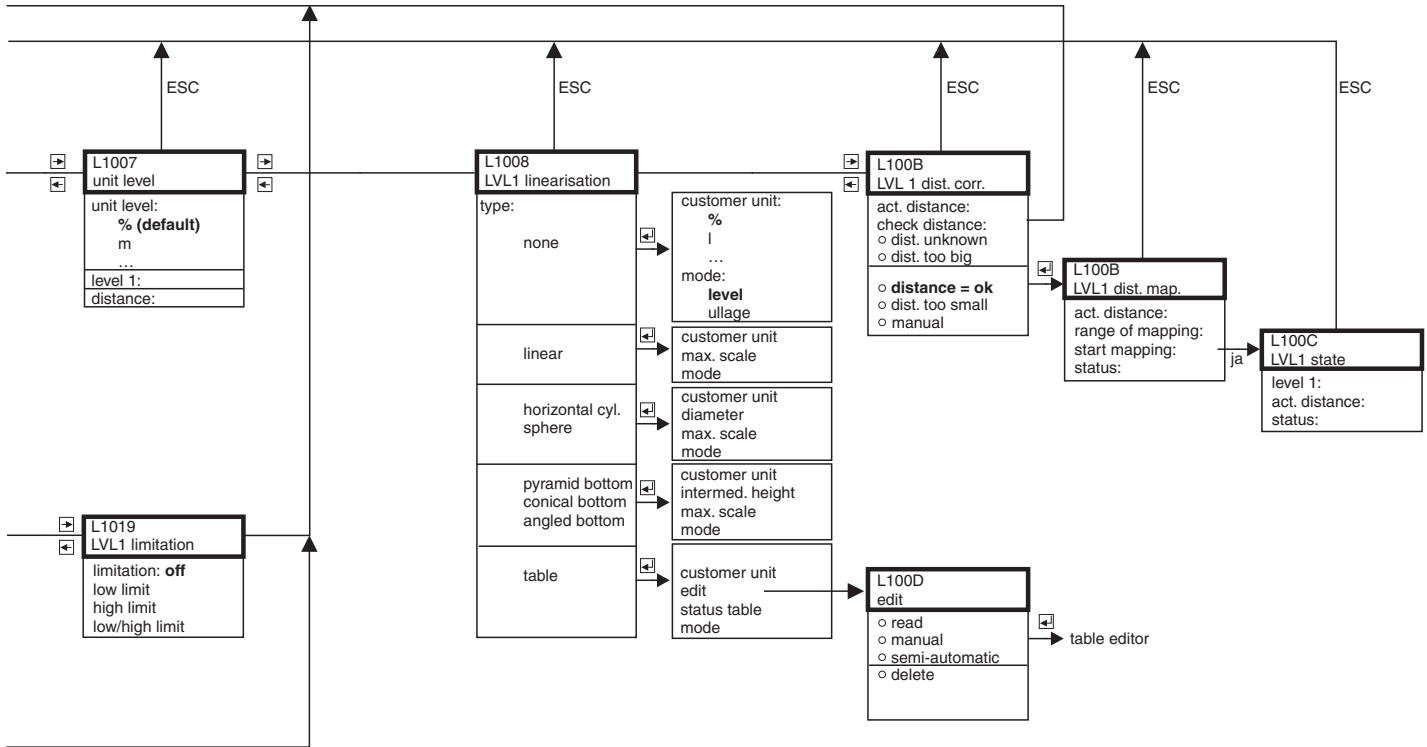 ESC
ESC
ESC
ESC
ESC
L1007
unit level
unit level:
% (default)
m
…
level 1:
distance:
L1008
LVL1 linearisation
type:
none
customer unit:
%
l
...
mode:
level
ullage
linear
customer unit
max. scale
mode
horizontal cyl.
sphere
customer unit
diameter
max. scale
mode
pyramid bottom
conical bottom
angled bottom
customer unit
intermed. height
max. scale
mode
table
customer unit
edit
status table
mode
L100B
LVL 1 dist. corr.
act. distance:
check distance:
dist. unknown
dist. too big
distance = ok
dist. too small
manual
L100B
LVL1 dist. map.
act. distance:
range of mapping:
start mapping:
status:
ja
L100C
LVL1 state
level 1:
act. distance:
status:
L1019
LVL1 limitation
limitation: off
low limit
high limit
low/high limit
L100D
edit
read
manual
semi-automatic
delete
table editor